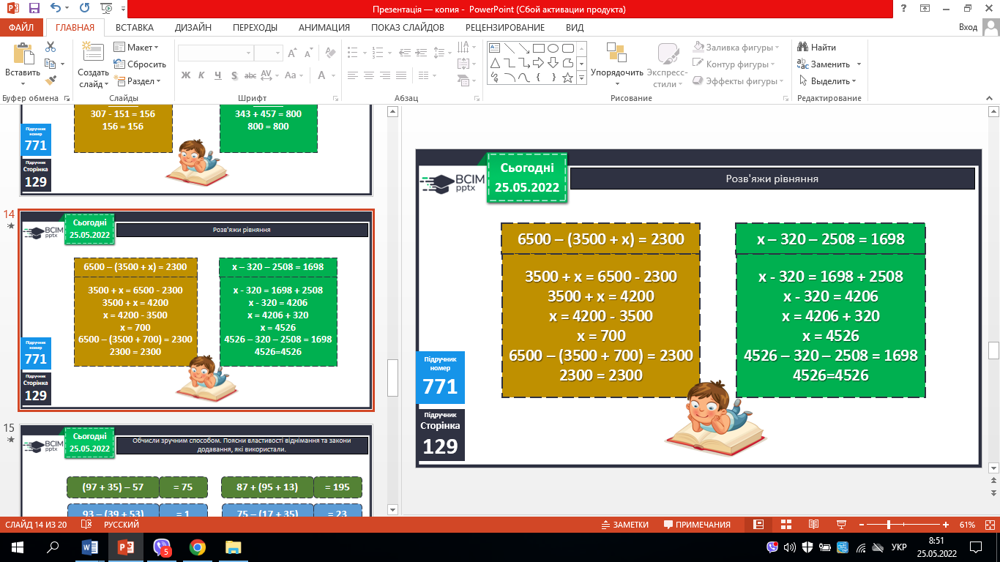 Презентація — копия - PowerPoint (Сбой активации продукта)
ФАЙЛ ГЛАВНАЯ ВСТАВКА ДИЗАЙН ПЕРЕХОДЫ АНИМАЦИЯ ПОКАЗ СЛАЙДОВ РЕЦЕНЗИРОВАНИЕ ВИД Вход
Вставить
Создать слайд
Макет
Сбросить
Раздел
Ж К Ч S abc AV Aa А
Упорядочить
Экспресс-стили
Заливка фигуры
Контур фигуры
Эффекты фигуры
Найти
Заменить
Выделить
Буфер обмена Слайды Шрифт Абзац Рисование Редактирование
307 - 151 = 156
156 = 156
343 + 457 = 800
800 = 800
Підручник
номер
771
Підручник
Сторінка
129
14
Сьогодні
25.05.2022
BCIM
pptx
Розв'яжи рівняння
6500 – (3500 + х) = 2300
3500 + х = 6500 - 2300
3500 + х = 4200
х = 4200 - 3500
х = 700
6500 – (3500 + 700) = 2300
2300 = 2300
х – 320 – 2508 = 1698
х - 320 = 1698 + 2508
х - 320 = 4206
х = 4206 + 320
х = 4526
4526 – 320 – 2508 = 1698
4526=4526
Підручник
номер
771
Підручник
Сторінка
129
15
Сьогодні
25.05.2022
BCIM
pptx
Обчисли зручним способом. Поясни властивості віднімання та закони
додавання, які використали.
(97 + 35) – 57 = 75
87 + (95 + 13) = 195
93 – (39 + 53) = 1
75 – (17 + 35) = 23
Сьогодні
25.05.2022
BCIM
pptx
Розв'яжи рівняння
6500 – (3500 + х) = 2300
3500 + х = 6500 - 2300
3500 + х = 4200
х = 4200 - 3500
х = 700
6500 – (3500 + 700) = 2300
2300 = 2300
х – 320 – 2508 = 1698
х - 320 = 1698 + 2508
х - 320 = 4206
х = 4206 + 320
х = 4526
4526 – 320 – 2508 = 1698
4526=4526
Підручник
номер
771
Підручник
Сторінка
129
СЛАЙД 14 ИЗ 20 РУССКИЙ ЗАМЕТКИ ПРИМЕЧАНИЯ 61%
5
УКР
8:51
25.05.2022